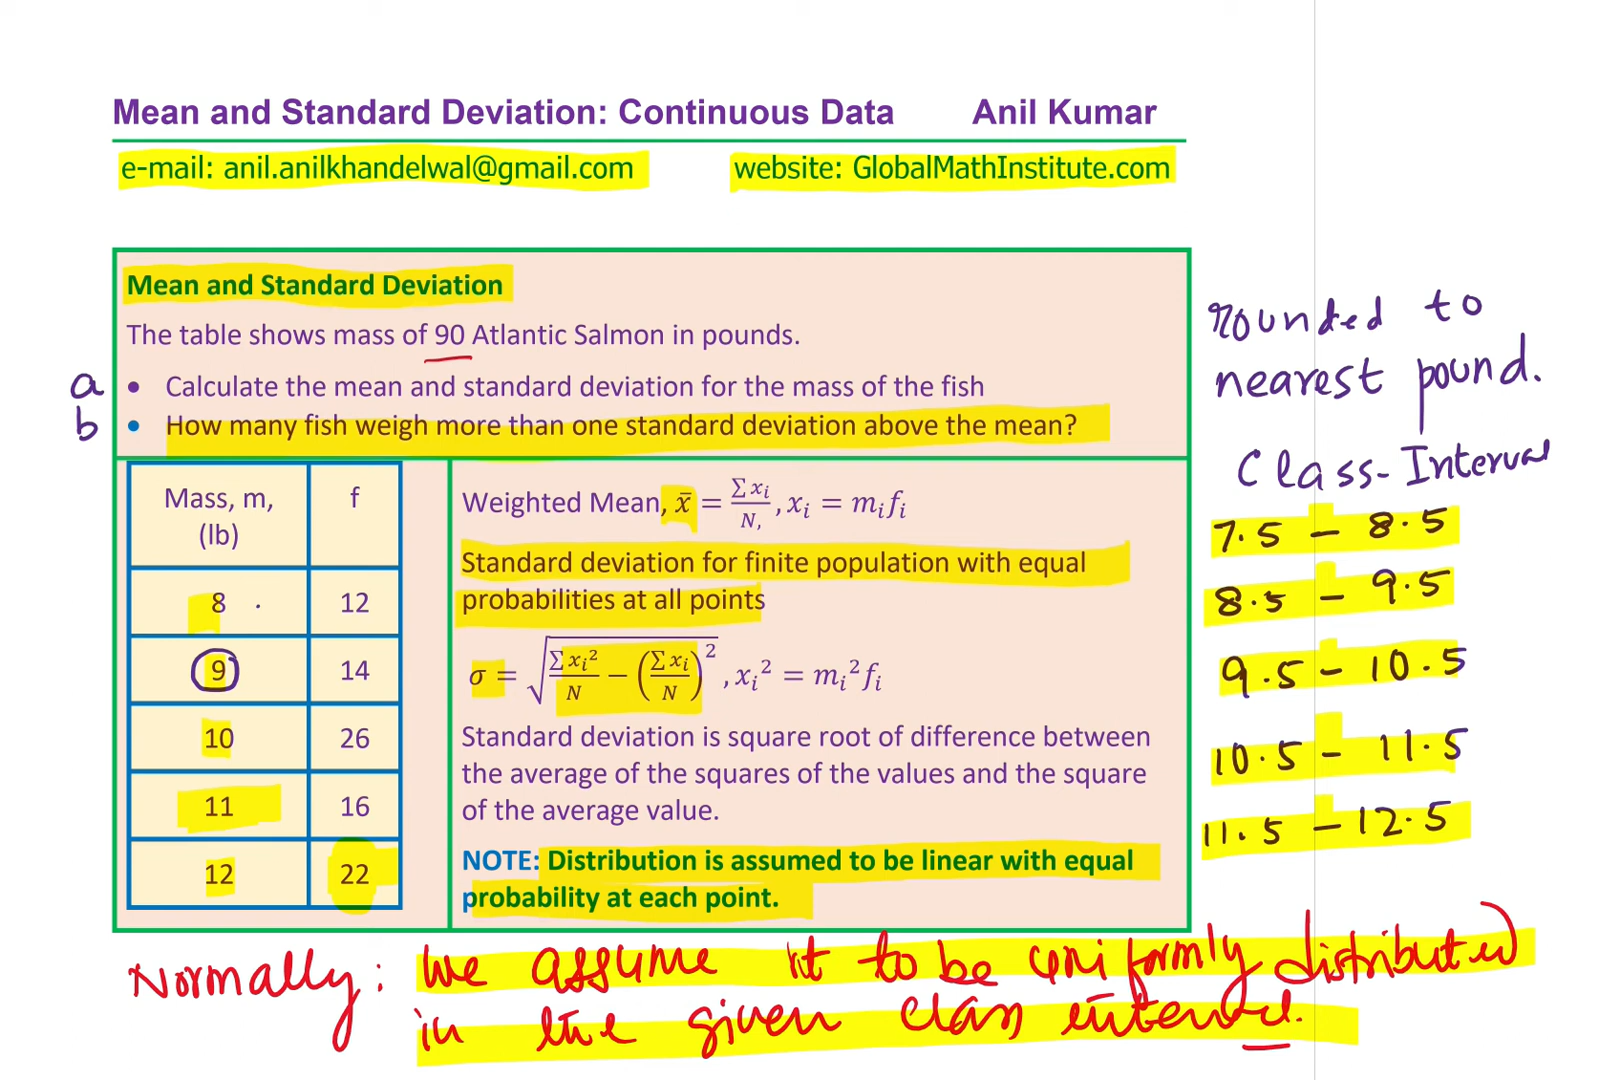 Mean and Standard Deviation: Continuous Data Anil Kumar
e-mail: anil.anilkhandelwal@gmail.com website: GlobalMathInstitute.com
Mean and Standard Deviation
The table shows mass of 90 Atlantic Salmon in pounds.
a • Calculate the mean and standard deviation for the mass of the fish
b • How many fish weigh more than one standard deviation above the mean?
rounded to
nearest pound.
Class-Interval
7.5 – 8.5
8.5 – 9.5
9.5 – 10.5
10.5 – 11.5
11.5 – 12.5
Mass, m, (lb) f
8 12
9 14
10 26
11 16
12 22
Weighted Mean, x̄ = ∑xᵢ/N, , xᵢ = mᵢfᵢ
Standard deviation for finite population with equal
probabilities at all points
σ = √(∑xᵢ²/N − (∑xᵢ/N)²) , xᵢ² = mᵢ²fᵢ
Standard deviation is square root of difference between
the average of the squares of the values and the square
of the average value.
NOTE: Distribution is assumed to be linear with equal
probability at each point.
Normally: We assume it to be uniformly distributed
in the given class